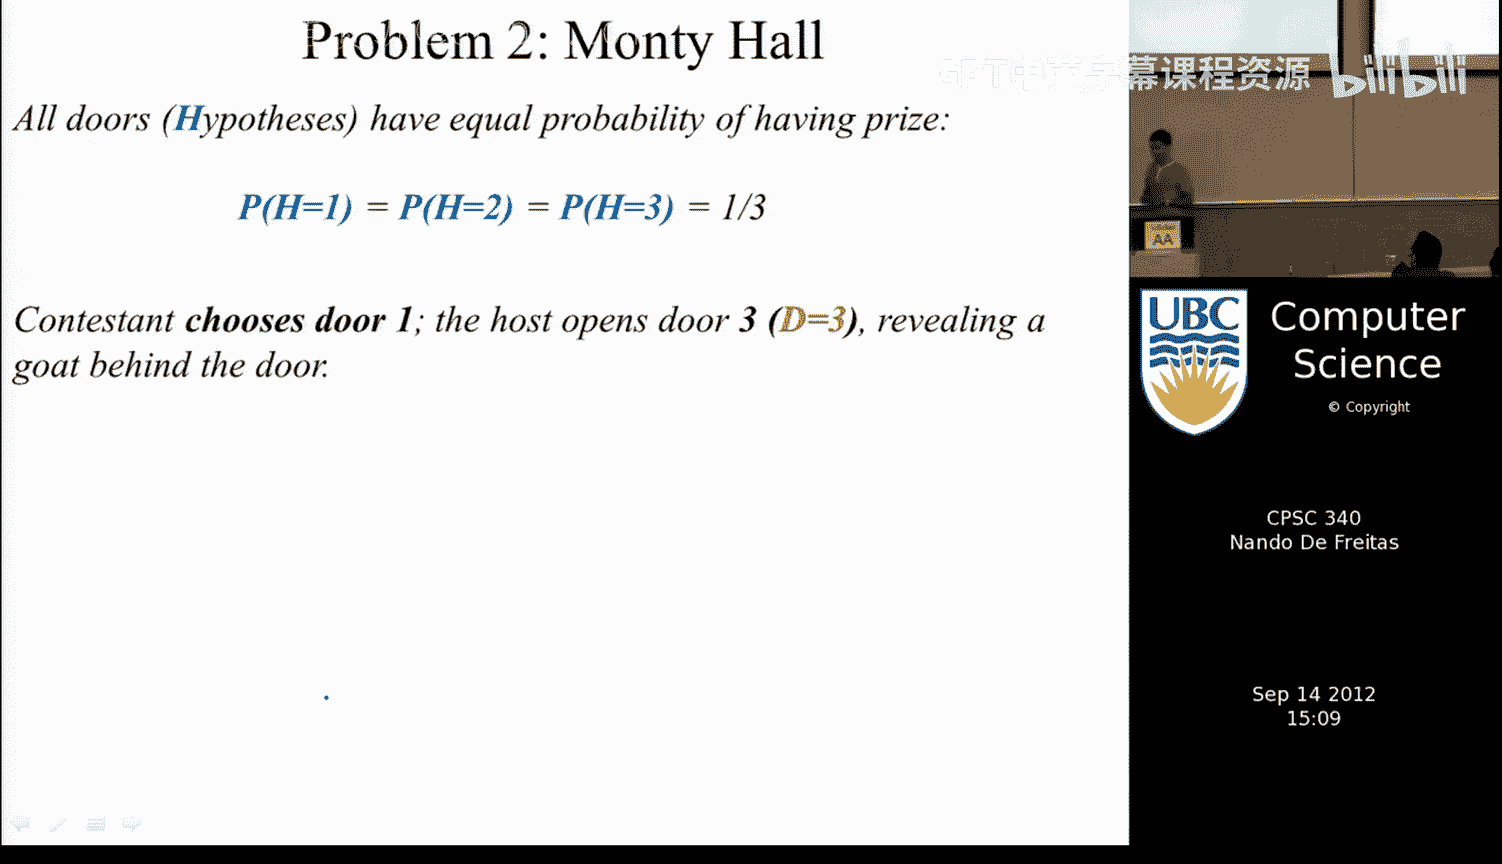 Problem 2: Monty Hall
All doors (Hypotheses) have equal probability of having prize:
P(H=1) = P(H=2) = P(H=3) = 1/3
Contestant chooses door 1; the host opens door 3 (D=3), revealing a
goat behind the door.
幕课程资源 bilibili
AA
UBC
Computer
Science
© Copyright
CPSC 340
Nando De Freitas
Sep 14 2012
15:09